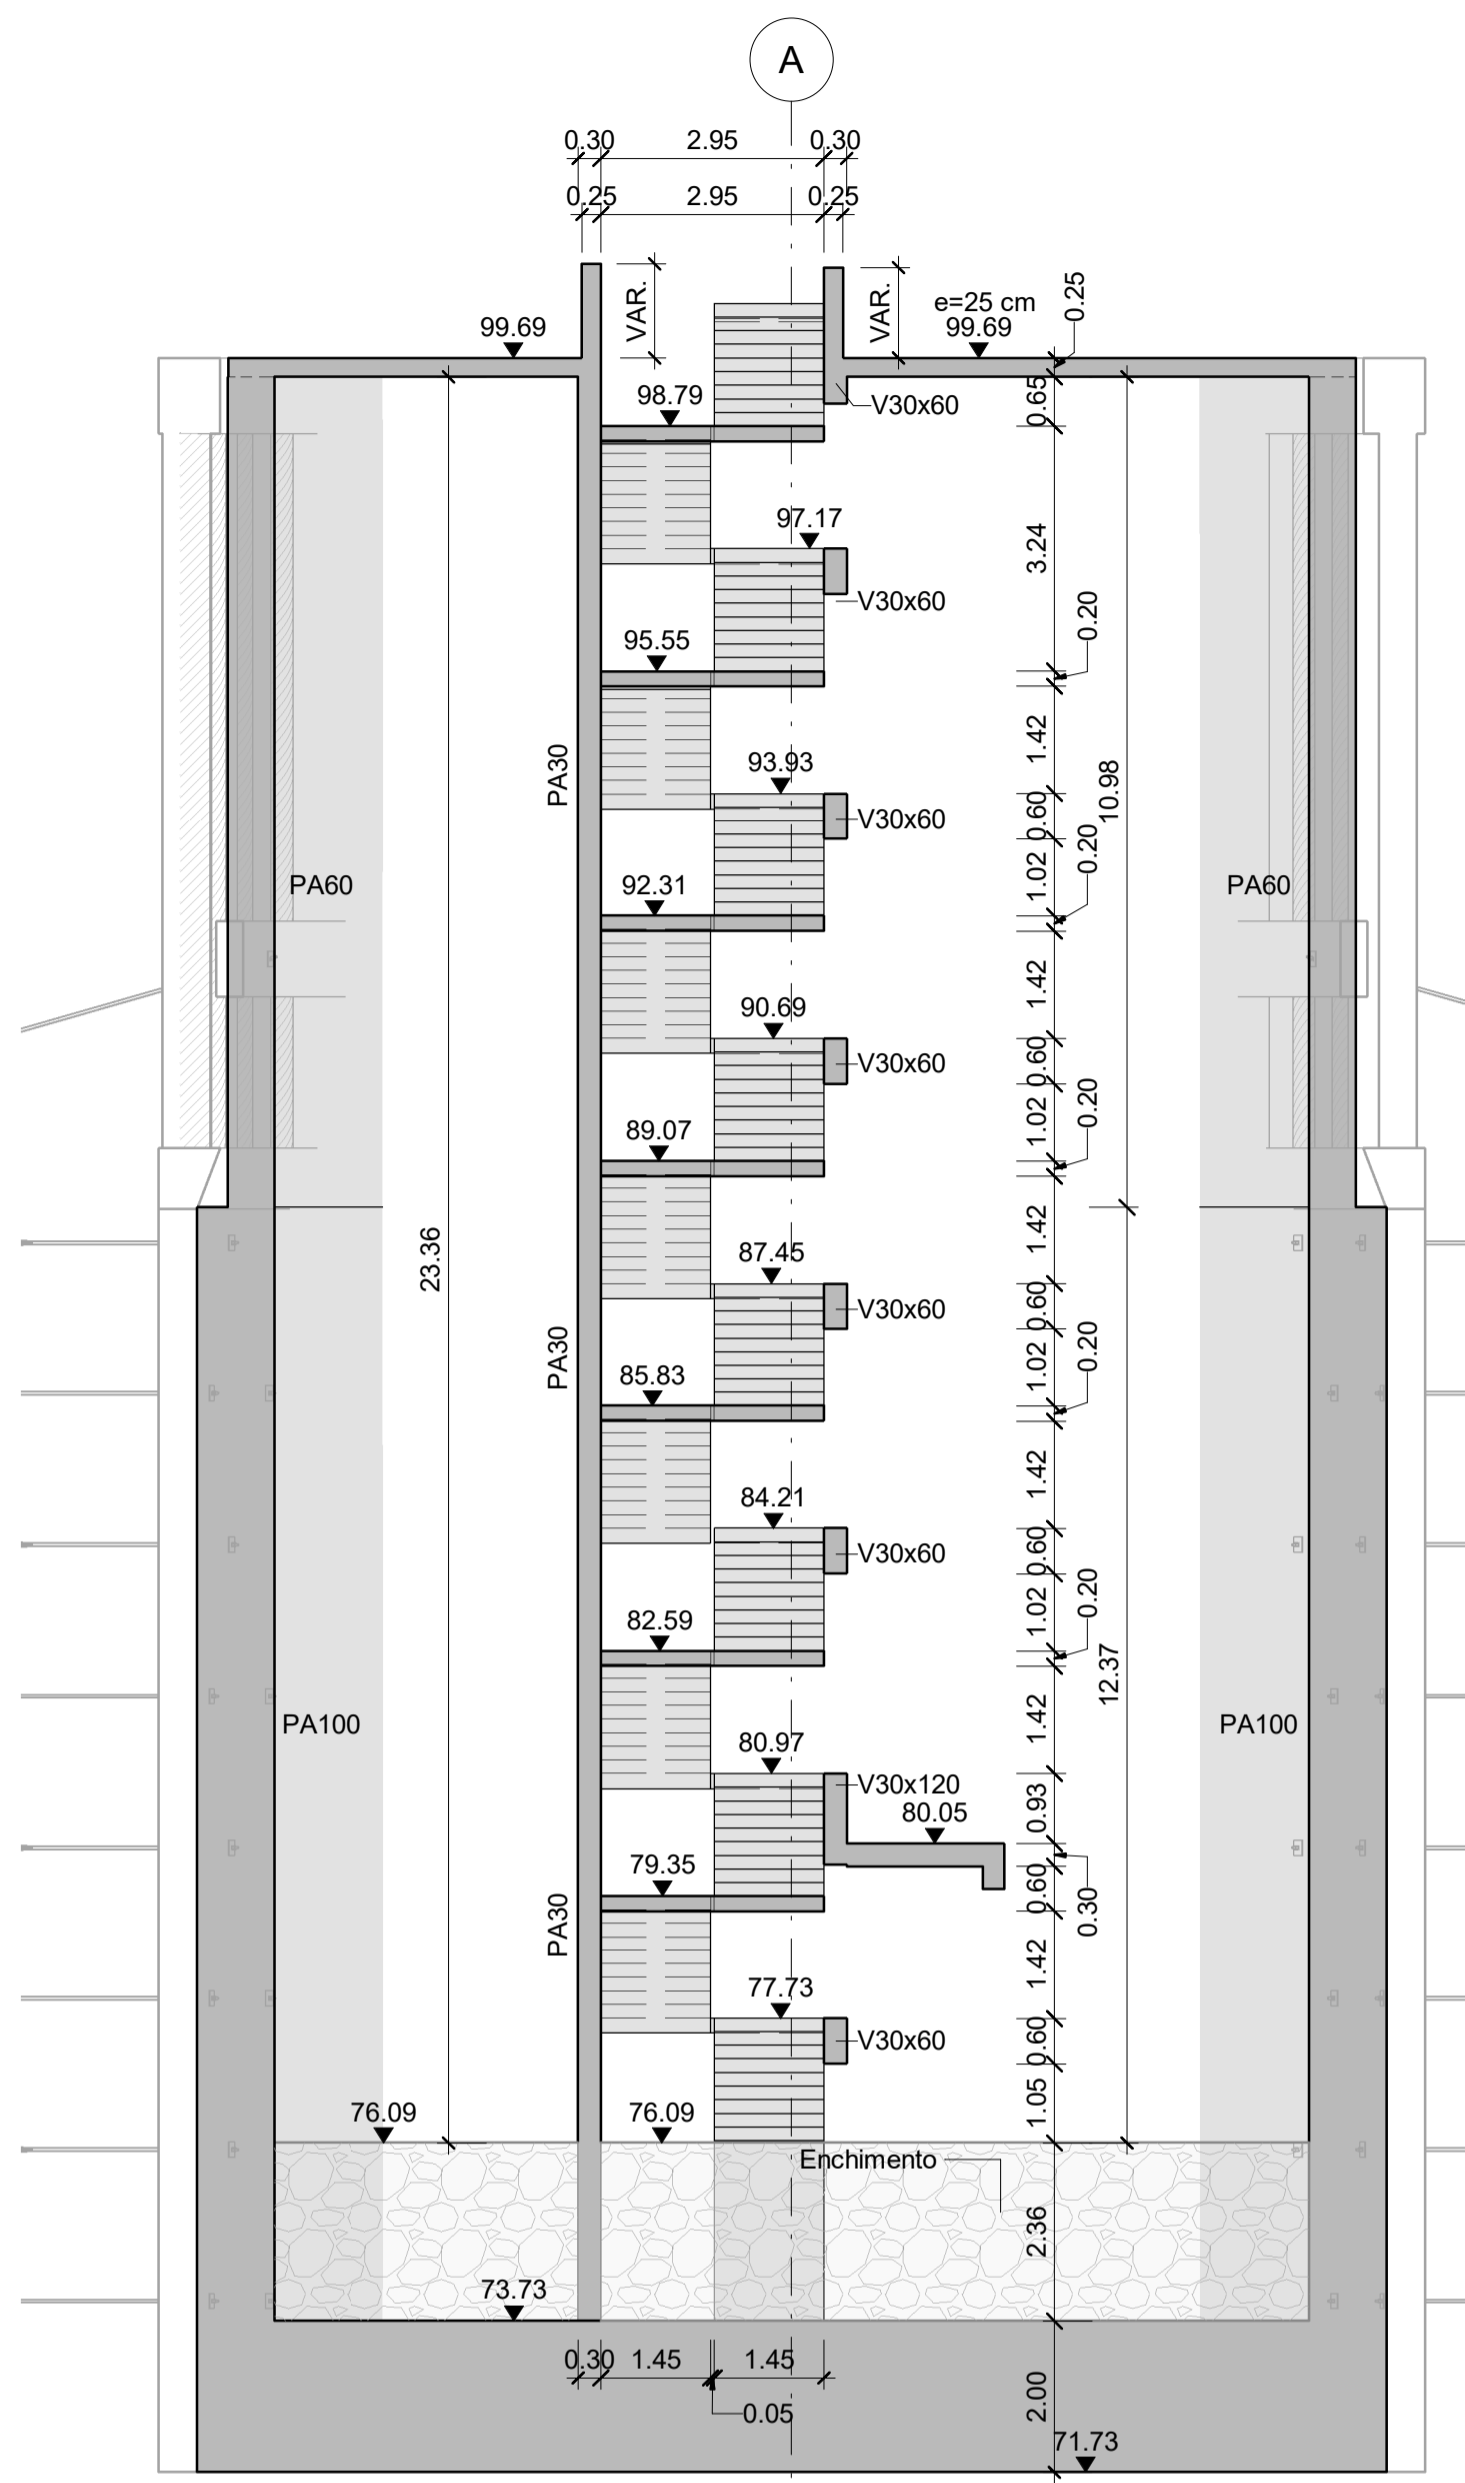 A
0.30 2.95 0.30
0.25 2.95 0.25
VAR.
VAR.
e=25 cm
99.69
99.69
0.25
98.79
V30x60
0.65
97.17
3.24
V30x60
0.20
95.55
1.42
PA30
93.93
10.98
V30x60
0.60
0.20
1.02
PA60
92.31
PA60
1.42
90.69
V30x60
0.60
0.20
1.02
89.07
1.42
23.36
87.45
V30x60
0.60
0.20
1.02
PA30
85.83
1.42
84.21
V30x60
0.60
0.20
1.02
82.59
12.37
1.42
PA100
PA100
80.97
V30x120
80.05
0.93
79.35
0.60
0.30
PA30
1.42
77.73
V30x60
0.60
1.05
76.09
76.09
Enchimento
2.36
73.73
0.30 1.45 1.45
0.05
2.00
71.73